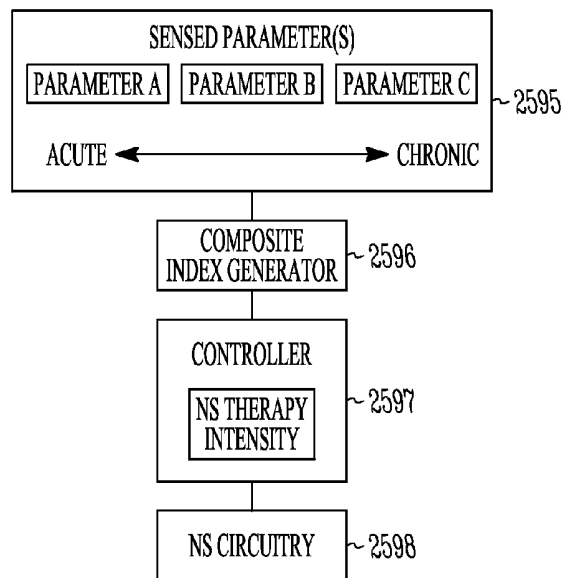 SENSED PARAMETER(S)
PARAMETER A PARAMETER B PARAMETER C
2595
ACUTE CHRONIC
COMPOSITE
INDEX GENERATOR
2596
CONTROLLER
NS THERAPY
INTENSITY
2597
NS CIRCUITRY
2598